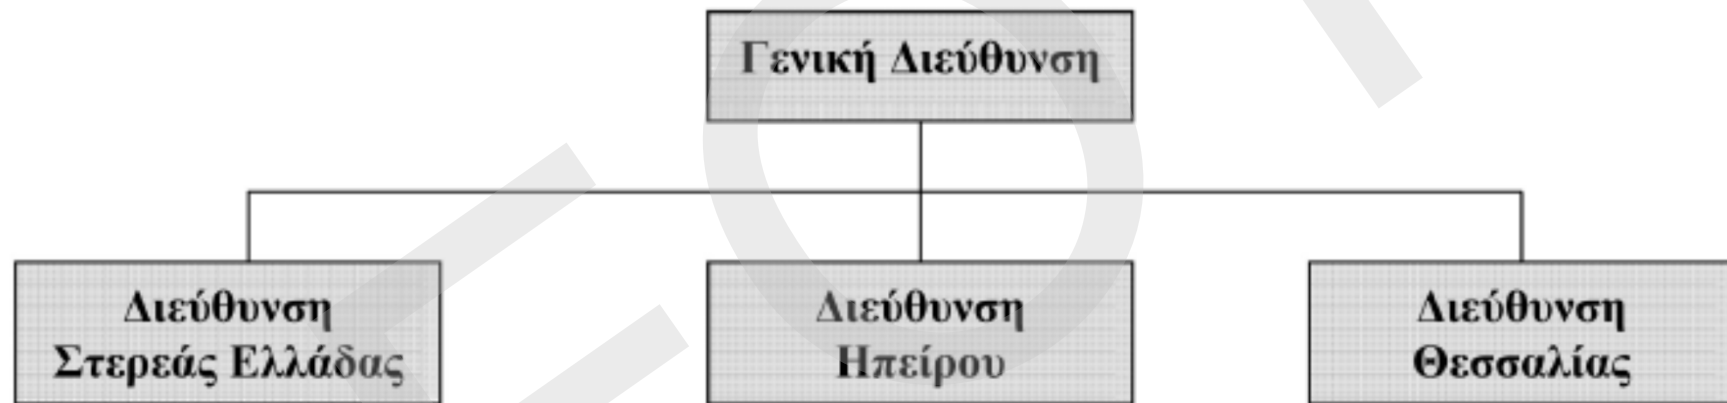 Γενική Διεύθυνση
Διεύθυνση
Στερεάς Ελλάδας
Διεύθυνση
Ηπείρου
Διεύθυνση
Θεσσαλίας